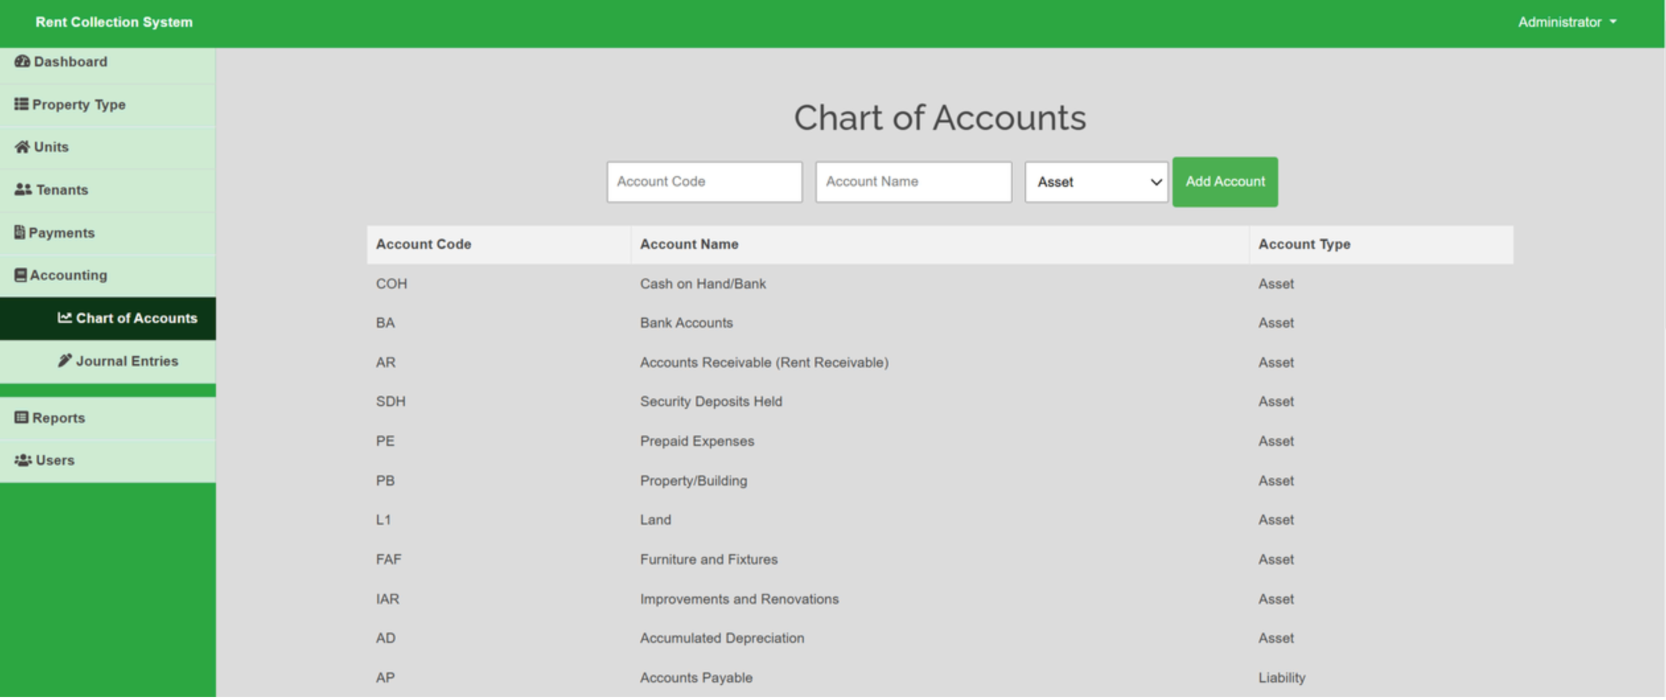 Rent Collection System
Administrator
Dashboard
Property Type
Units
Tenants
Payments
Accounting
Chart of Accounts
Journal Entries
Reports
Users
Chart of Accounts
Account Code Account Name Asset Add Account
Account Code Account Name Account Type
COH Cash on Hand/Bank Asset
BA Bank Accounts Asset
AR Accounts Receivable (Rent Receivable) Asset
SDH Security Deposits Held Asset
PE Prepaid Expenses Asset
PB Property/Building Asset
L1 Land Asset
FAF Furniture and Fixtures Asset
IAR Improvements and Renovations Asset
AD Accumulated Depreciation Asset
AP Accounts Payable Liability